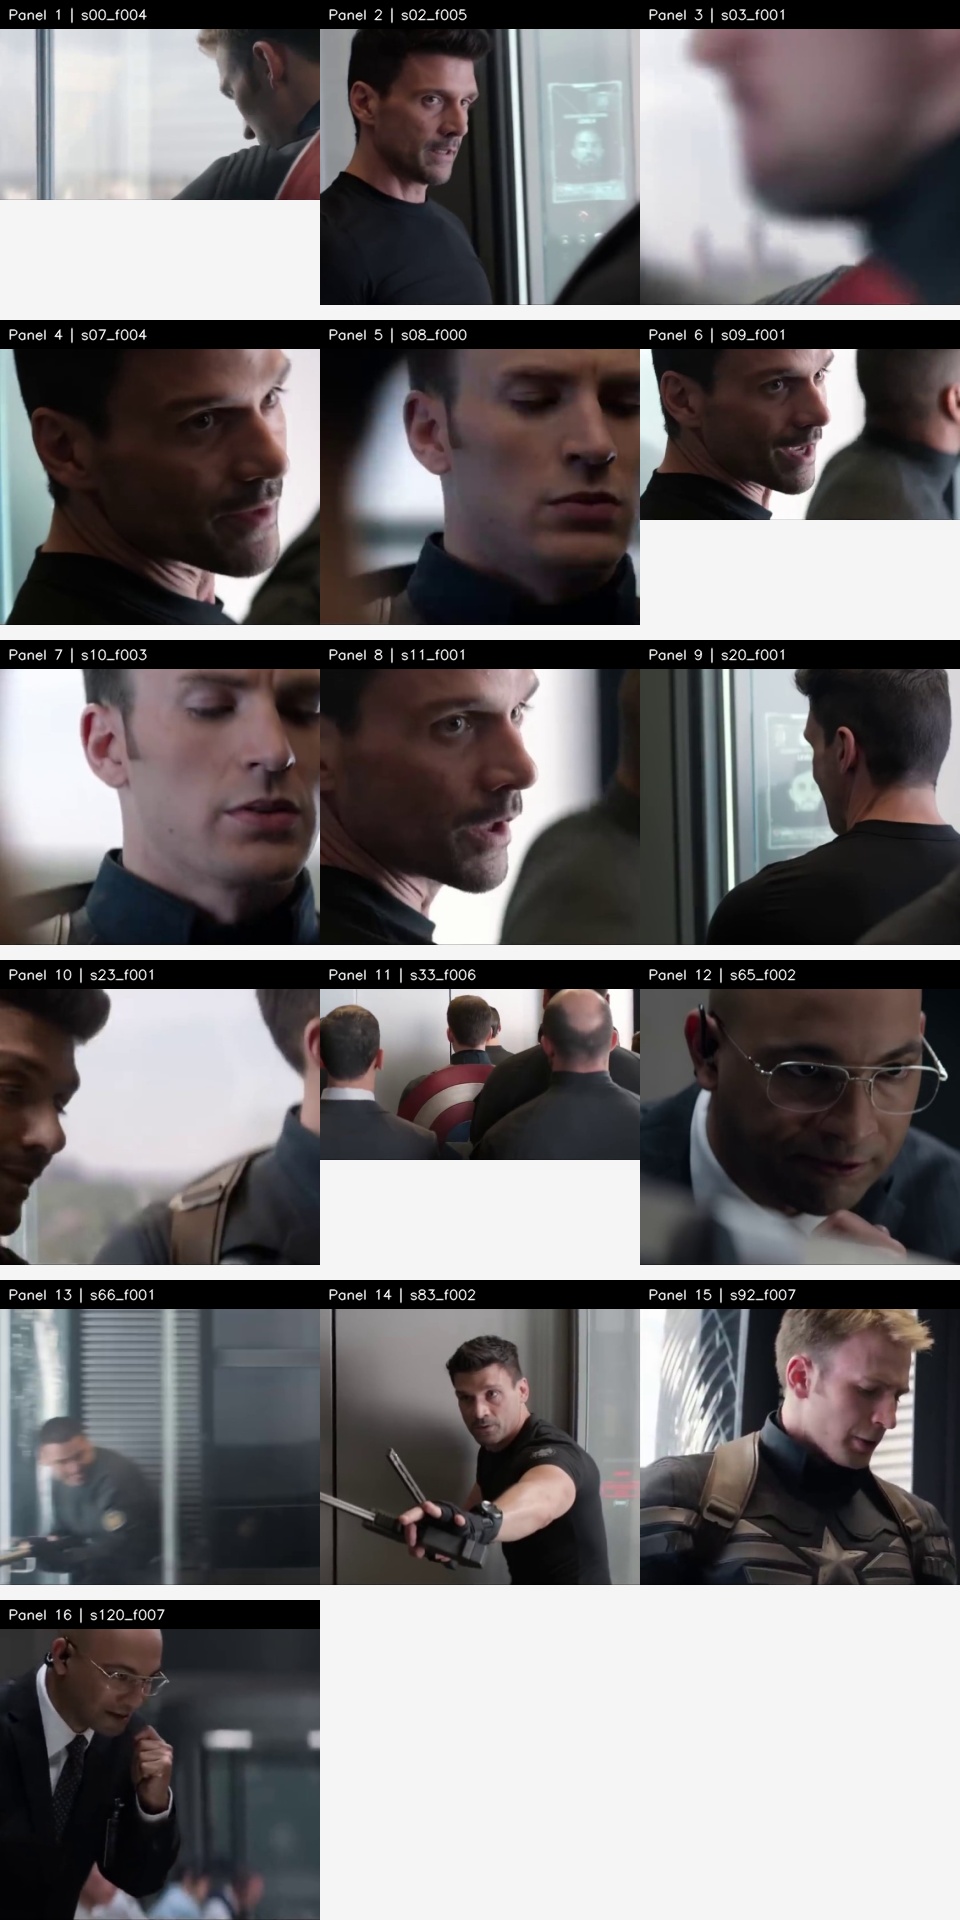 Panel 1 | s00_f004
Panel 2 | s02_f005
Panel 3 | s03_f001
Panel 4 | s07_f004
Panel 5 | s08_f000
Panel 6 | s09_f001
Panel 7 | s10_f003
Panel 8 | s11_f001
Panel 9 | s20_f001
Panel 10 | s23_f001
Panel 11 | s33_f006
Panel 12 | s65_f002
Panel 13 | s66_f001
Panel 14 | s83_f002
Panel 15 | s92_f007
Panel 16 | s120_f007